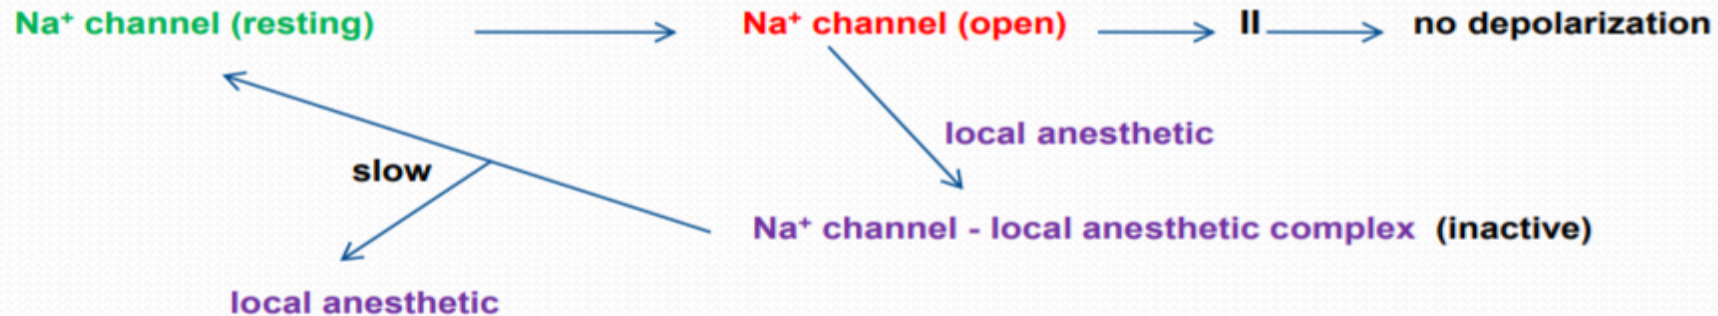 Na⁺ channel (resting) Na⁺ channel (open) II no depolarization
local anesthetic
slow
Na⁺ channel - local anesthetic complex (inactive)
local anesthetic